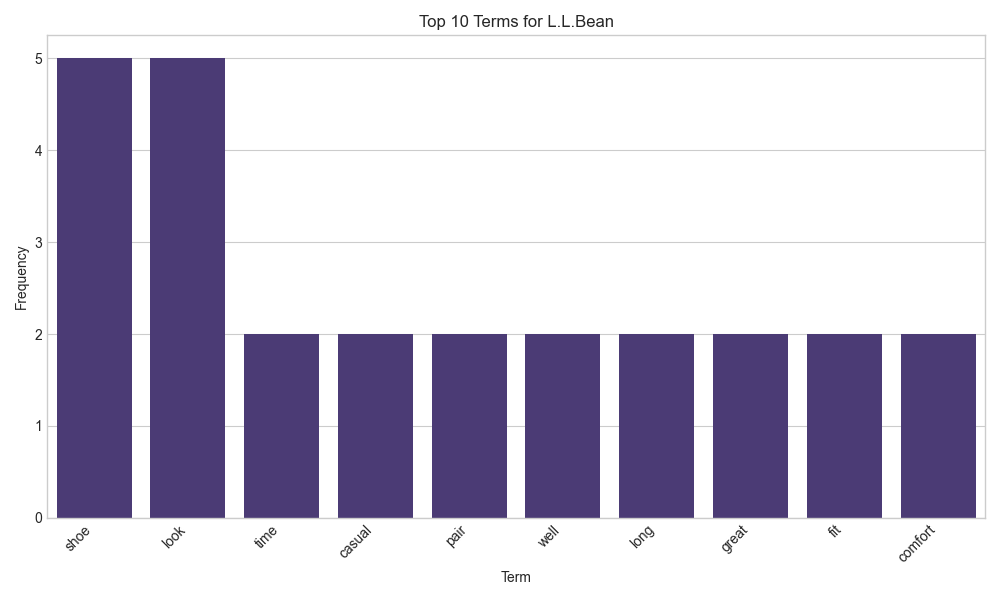 Top 10 Terms for L.L.Bean
Frequency
5
4
3
2
1
0
shoe
look
time
casual
pair
well
long
great
fit
comfort
Term